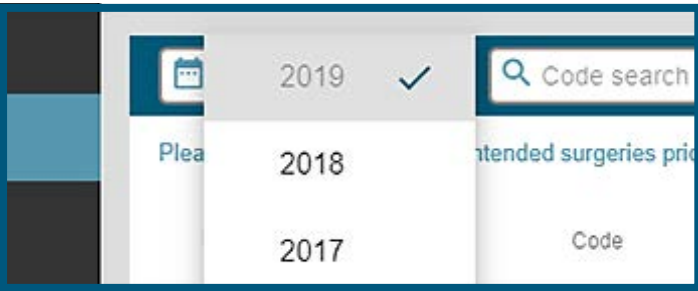 2019
Code search
Plea
ntended surgeries pric
2018
Code
2017